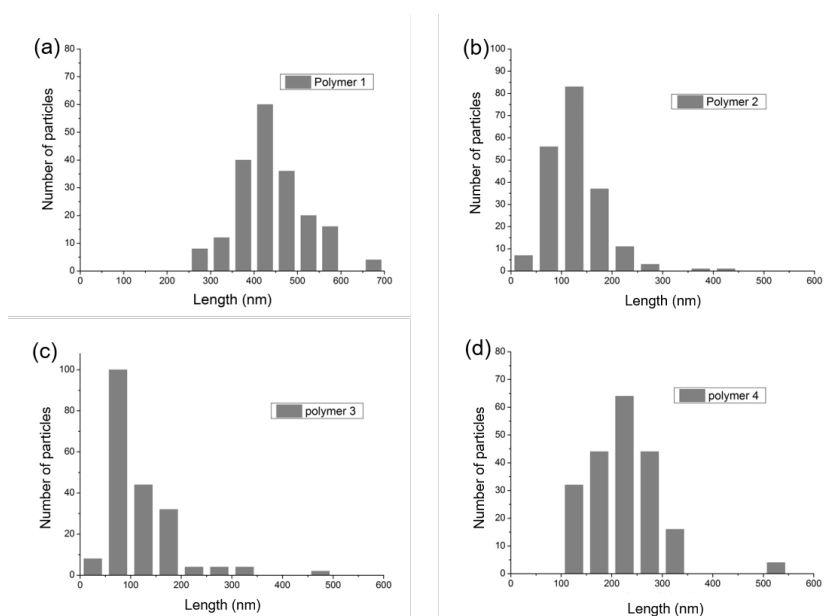 (a)
80
70
60
50
40
30
20
10
0
Number of particles
Polymer 1
0 100 200 300 400 500 600 700
Length (nm)
(b)
100
90
80
70
60
50
40
30
20
10
0
Number of particles
Polymer 2
0 100 200 300 400 500 600
Length (nm)
(c)
100
80
60
40
20
0
Number of particles
polymer 3
0 100 200 300 400 500 600
Length (nm)
(d)
80
70
60
50
40
30
20
10
0
Number of particles
polymer 4
0 100 200 300 400 500 600
Length (nm)